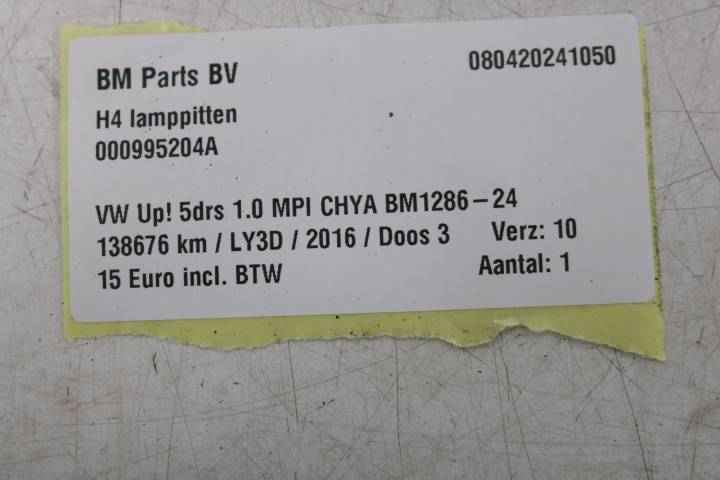 BM Parts BV 080420241050
H4 lamppitten
000995204A
VW Up! 5drs 1.0 MPI CHYA BM1286-24
138676 km / LY3D / 2016 / Doos 3 Verz: 10
15 Euro incl. BTW Aantal: 1